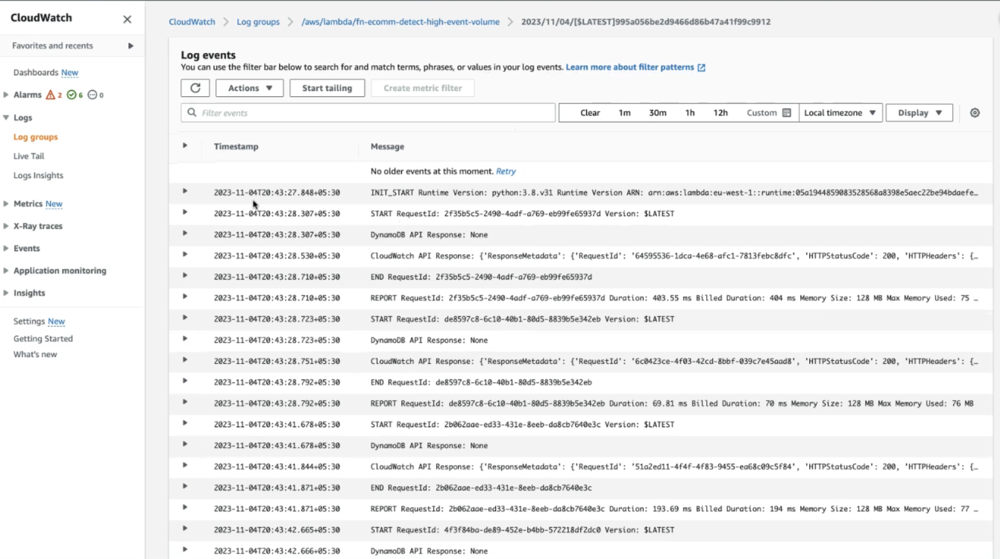 CloudWatch
Favorites and recents
Dashboards New
Alarms 2 6 0
Logs
Log groups
Live Tail
Logs Insights
Metrics New
X-Ray traces
Events
Application monitoring
Insights
Settings New
Getting Started
What's new
CloudWatch Log groups /aws/lambda/fn-ecomm-detect-high-event-volume 2023/11/04/[$LATEST]995a056be2d9466d86b47a41f99c9912
Log events
You can use the filter bar below to search for and match terms, phrases, or values in your log events. Learn more about filter patterns
Actions Start tailing Create metric filter
Filter events Clear 1m 30m 1h 12h Custom Local timezone Display
Timestamp Message
No older events at this moment. Retry
2023-11-04T20:43:27.848+05:30 INIT_START Runtime Version: python:3.8.v31 Runtime Version ARN: arn:aws:lambda:eu-west-1::runtime:05a1944859083528568a8398e5aec22be94bdaefe…
2023-11-04T20:43:28.307+05:30 START RequestId: 2f35b5c5-2490-4adf-a769-eb99fe65937d Version: $LATEST
2023-11-04T20:43:28.307+05:30 DynamoDB API Response: None
2023-11-04T20:43:28.530+05:30 CloudWatch API Response: {'ResponseMetadata': {'RequestId': '64595536-1dca-4e68-afc1-7813febc8dfc', 'HTTPStatusCode': 200, 'HTTPHeaders': {…
2023-11-04T20:43:28.710+05:30 END RequestId: 2f35b5c5-2490-4adf-a769-eb99fe65937d
2023-11-04T20:43:28.710+05:30 REPORT RequestId: 2f35b5c5-2490-4adf-a769-eb99fe65937d Duration: 403.55 ms Billed Duration: 404 ms Memory Size: 128 MB Max Memory Used: 75 …
2023-11-04T20:43:28.723+05:30 START RequestId: de8597c8-6c10-40b1-80d5-8839b5e342eb Version: $LATEST
2023-11-04T20:43:28.723+05:30 DynamoDB API Response: None
2023-11-04T20:43:28.751+05:30 CloudWatch API Response: {'ResponseMetadata': {'RequestId': '6c0423ce-4f03-42cd-8bbf-039c7e45aad8', 'HTTPStatusCode': 200, 'HTTPHeaders': {…
2023-11-04T20:43:28.792+05:30 END RequestId: de8597c8-6c10-40b1-80d5-8839b5e342eb
2023-11-04T20:43:28.792+05:30 REPORT RequestId: de8597c8-6c10-40b1-80d5-8839b5e342eb Duration: 69.81 ms Billed Duration: 70 ms Memory Size: 128 MB Max Memory Used: 76 MB
2023-11-04T20:43:41.678+05:30 START RequestId: 2b062aae-ed33-431e-8eeb-da8cb7640e3c Version: $LATEST
2023-11-04T20:43:41.678+05:30 DynamoDB API Response: None
2023-11-04T20:43:41.844+05:30 CloudWatch API Response: {'ResponseMetadata': {'RequestId': '51a2ed11-4f4f-4f83-9455-ea68c09c5f84', 'HTTPStatusCode': 200, 'HTTPHeaders': {…
2023-11-04T20:43:41.871+05:30 END RequestId: 2b062aae-ed33-431e-8eeb-da8cb7640e3c
2023-11-04T20:43:41.871+05:30 REPORT RequestId: 2b062aae-ed33-431e-8eeb-da8cb7640e3c Duration: 193.69 ms Billed Duration: 194 ms Memory Size: 128 MB Max Memory Used: 77 …
2023-11-04T20:43:42.665+05:30 START RequestId: 4f3f84ba-de89-452e-b4bb-572218df2dc0 Version: $LATEST
2023-11-04T20:43:42.666+05:30 DynamoDB API Response: None